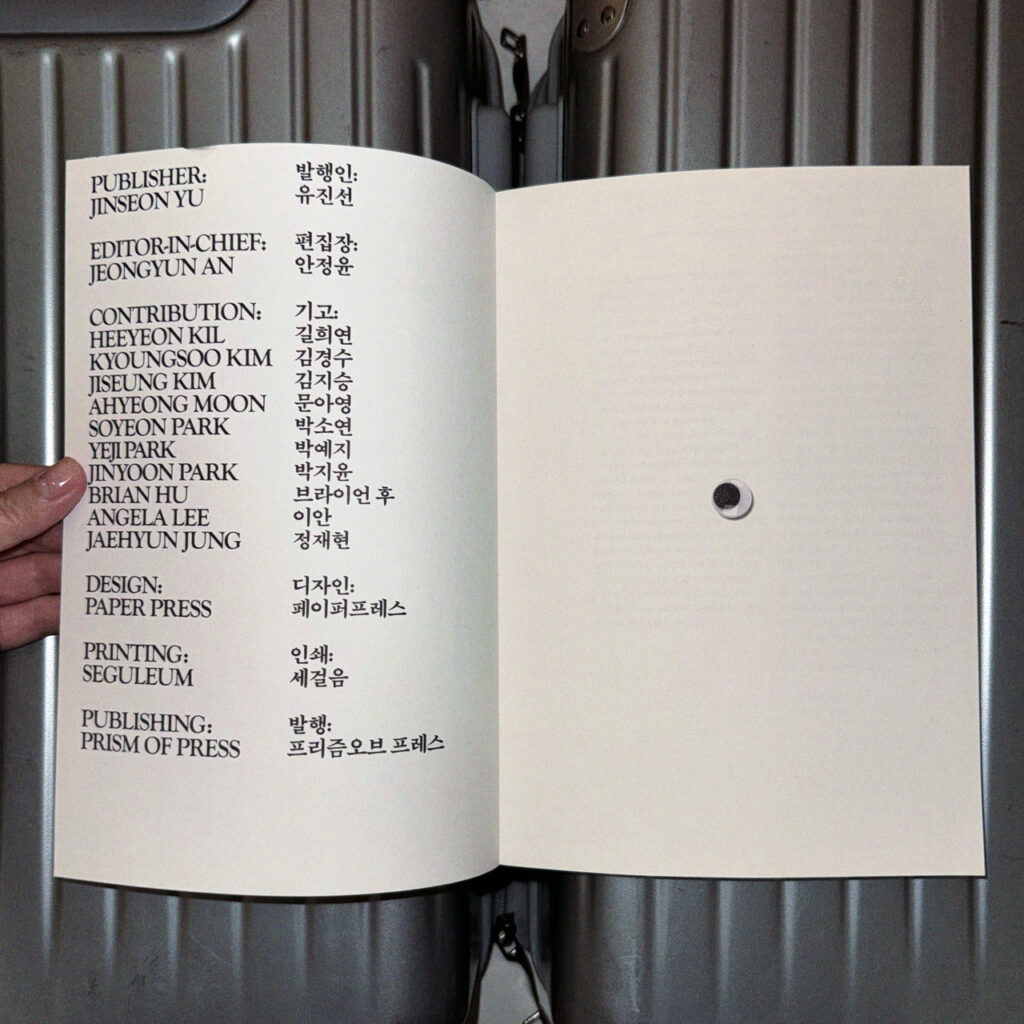 PUBLISHER:
JINSEON YU
EDITOR-IN-CHIEF:
JEONGYUN AN
CONTRIBUTION:
HEEYEON KIL
KYOUNGSOO KIM
JISEUNG KIM
AHYEONG MOON
SOYEON PARK
YEJI PARK
JINYOON PARK
BRIAN HU
ANGELA LEE
JAEHYUN JUNG
DESIGN:
PAPER PRESS
PRINTING:
SEGULEUM
PUBLISHING:
PRISM OF PRESS
발행인:
유진선
편집장:
안정윤
기고:
길희연
김경수
김지승
문아영
박소연
박예지
박지윤
브라이언 후
이안
정재현
디자인:
페이퍼프레스
인쇄:
세걸음
발행:
프리즘오브 프레스